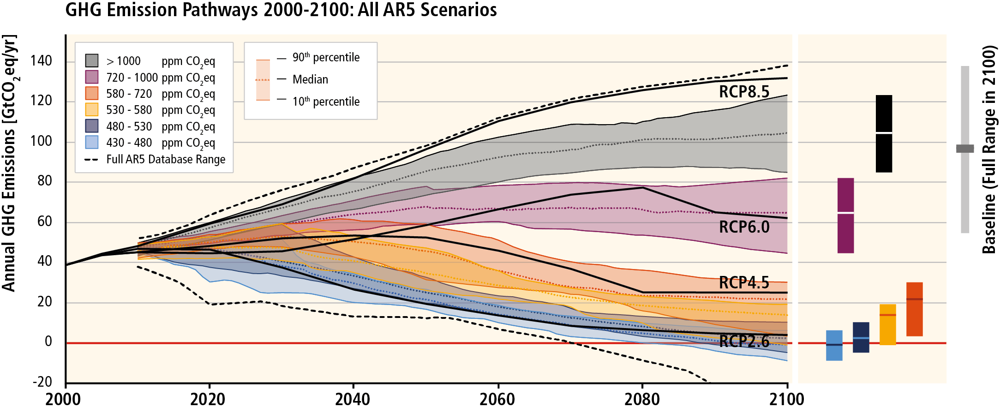 GHG Emission Pathways 2000-2100: All AR5 Scenarios
Annual GHG Emissions [GtCO2eq/yr]
140
120
100
80
60
40
20
0
-20
> 1000 ppm CO2eq
720 - 1000 ppm CO2eq
580 - 720 ppm CO2eq
530 - 580 ppm CO2eq
480 - 530 ppm CO2eq
430 - 480 ppm CO2eq
Full AR5 Database Range
90th percentile
Median
10th percentile
RCP8.5
RCP6.0
RCP4.5
RCP2.6
2000 2020 2040 2060 2080 2100
Baseline (Full Range in 2100)